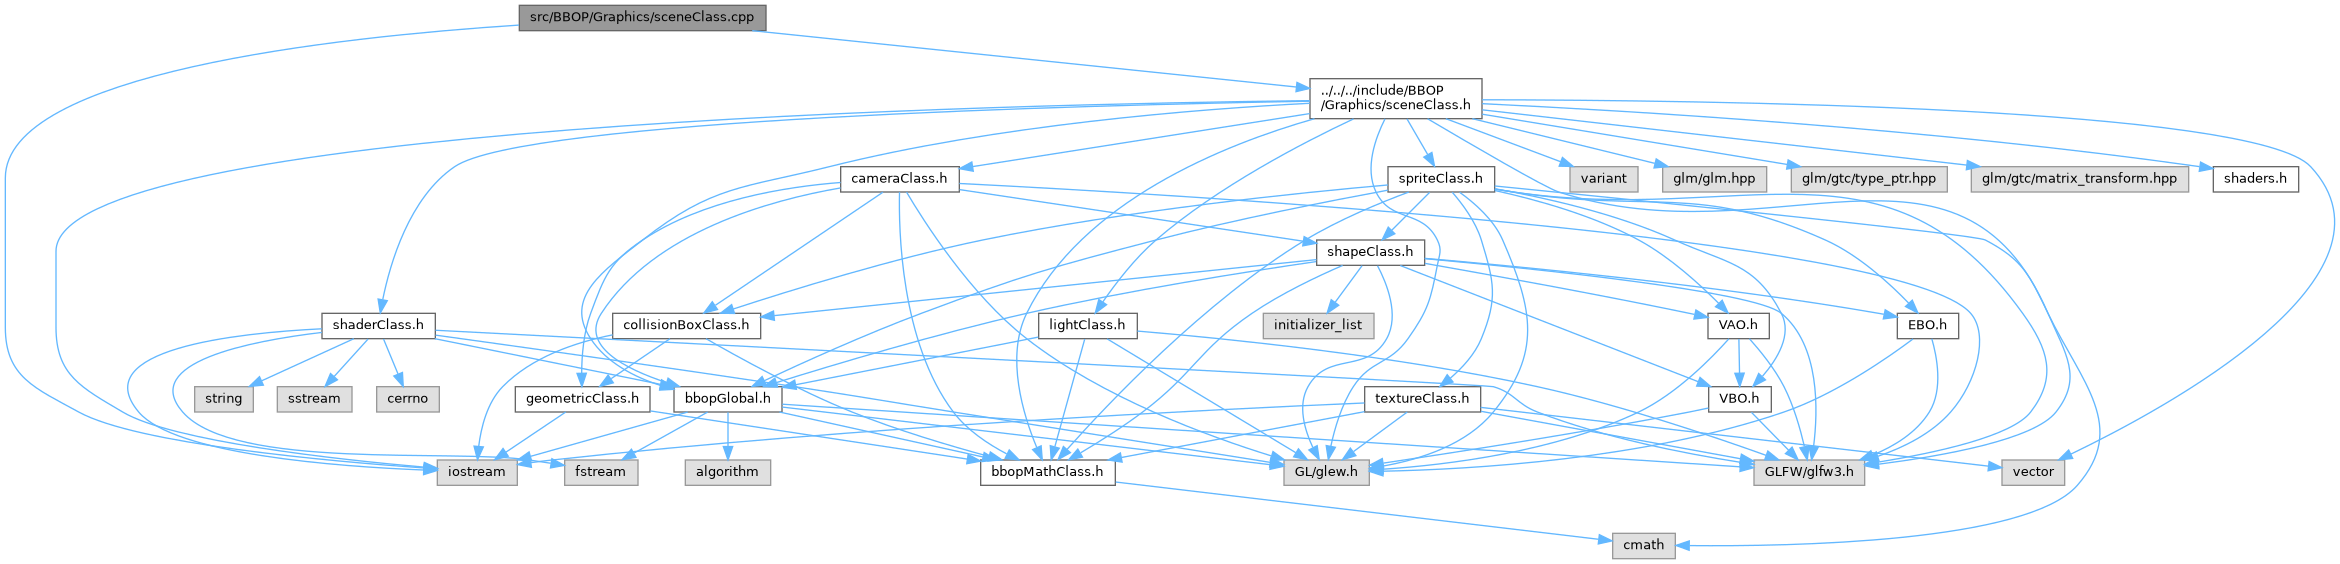 src/BBOP/Graphics/sceneClass.cpp
../../../include/BBOP
/Graphics/sceneClass.h
cameraClass.h
spriteClass.h
variant
glm/glm.hpp
glm/gtc/type_ptr.hpp
glm/gtc/matrix_transform.hpp
shaders.h
shapeClass.h
shaderClass.h
collisionBoxClass.h
lightClass.h
initializer_list
VAO.h
EBO.h
string
sstream
cerrno
geometricClass.h
bbopGlobal.h
textureClass.h
VBO.h
iostream
fstream
algorithm
bbopMathClass.h
GL/glew.h
GLFW/glfw3.h
vector
cmath